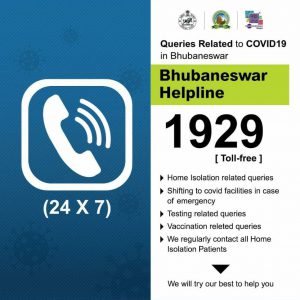 Queries Related to COVID19
in Bhubaneswar
Bhubaneswar
Helpline
1929
[ Toll-free ]
Home Isolation related queries
Shifting to covid facilities in case
of emergency
Testing related queries
Vaccination releted queries
We regularly contact all Home
Isolation Patients
We will try our best to help you
(24 X 7)